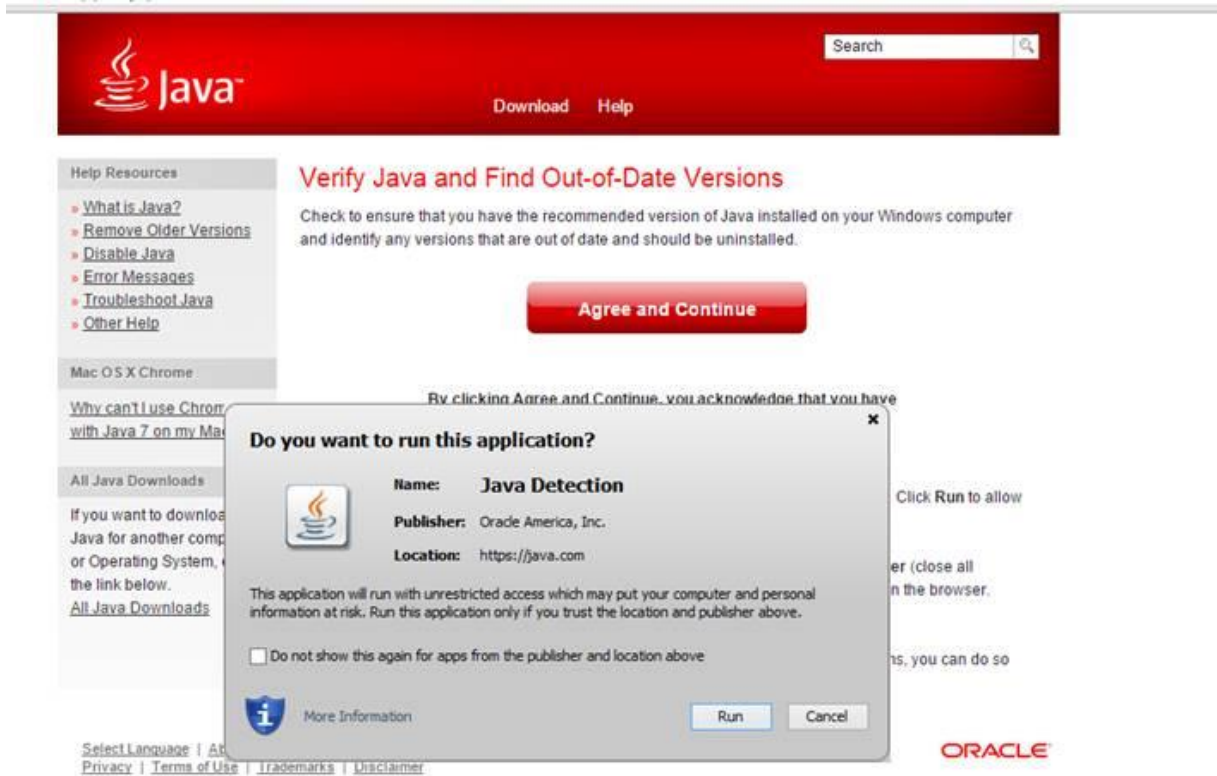 Java
Search
Download Help
Help Resources
» What is Java?
» Remove Older Versions
» Disable Java
» Error Messages
» Troubleshoot Java
» Other Help
Mac OS X Chrome
Why can't I use
with Java 7 on my
All Java Downloads
If you want to
Java for another
or Operating System,
the link below.
All Java Downloads
Verify Java and Find Out-of-Date Versions
Check to ensure that you have the recommended version of Java installed on your Windows computer
and identify any versions that are out of date and should be uninstalled.
Agree and Continue
By clicking Agree and Continue, you acknowledge that you have
Click Run to allow
(close all
the browser.
you can do so
Do you want to run this application?
Name: Java Detection
Publisher: Oracle America, Inc.
Location: https://java.com
This application will run with unrestricted access which may put your computer and personal
information at risk. Run this application only if you trust the location and publisher above.
Do not show this again for apps from the publisher and location above
More Information
Run Cancel
Select Language |
Privacy | Terms of Use | Trademarks | Disclaimer
ORACLE